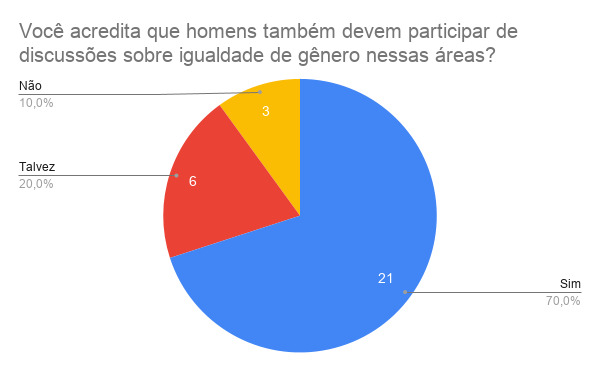 Você acredita que homens também devem participar de
discussões sobre igualdade de gênero nessas áreas?
Não
10,0%
3
Talvez
20,0%
6
21
Sim
70,0%